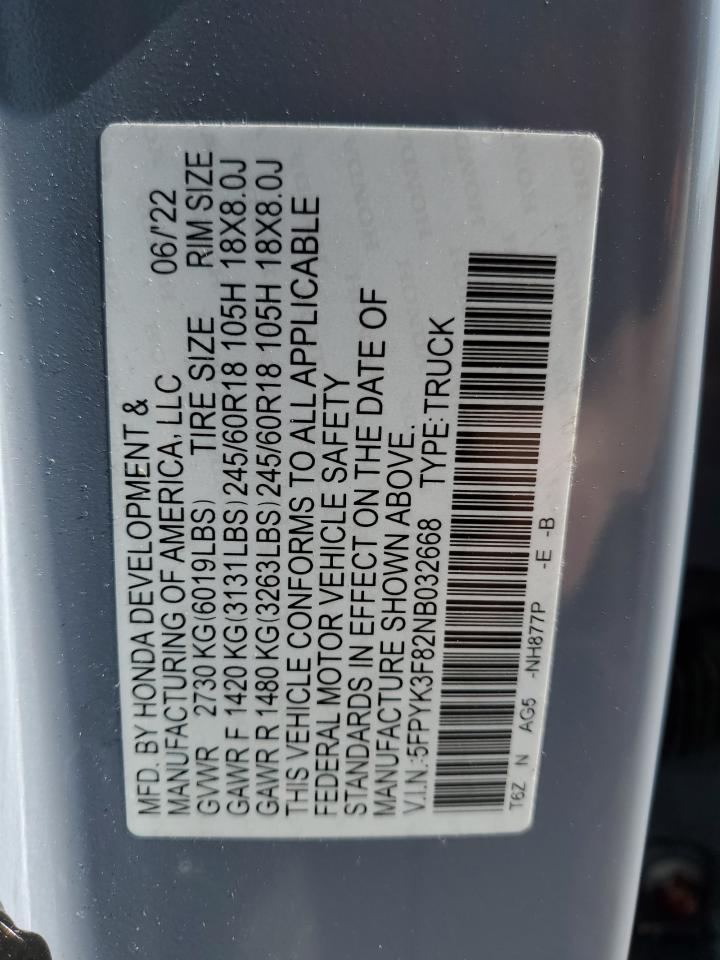 MFD. BY HONDA DEVELOPMENT &
MANUFACTURING OF AMERICA, LLC 06/'22
GVWR 2730 KG(6019LBS) TIRE SIZE RIM SIZE
GAWR F 1420 KG(3131LBS)245/60R18 105H 18X8.0J
GAWR R 1480 KG(3263LBS)245/60R18 105H 18X8.0J
THIS VEHICLE CONFORMS TO ALL APPLICABLE
FEDERAL MOTOR VEHICLE SAFETY
STANDARDS IN EFFECT ON THE DATE OF
MANUFACTURE SHOWN ABOVE.
V.I.N.:5FPYK3F82NB032668 TYPE:TRUCK
T6Z N AG5 -NH877P -E -B